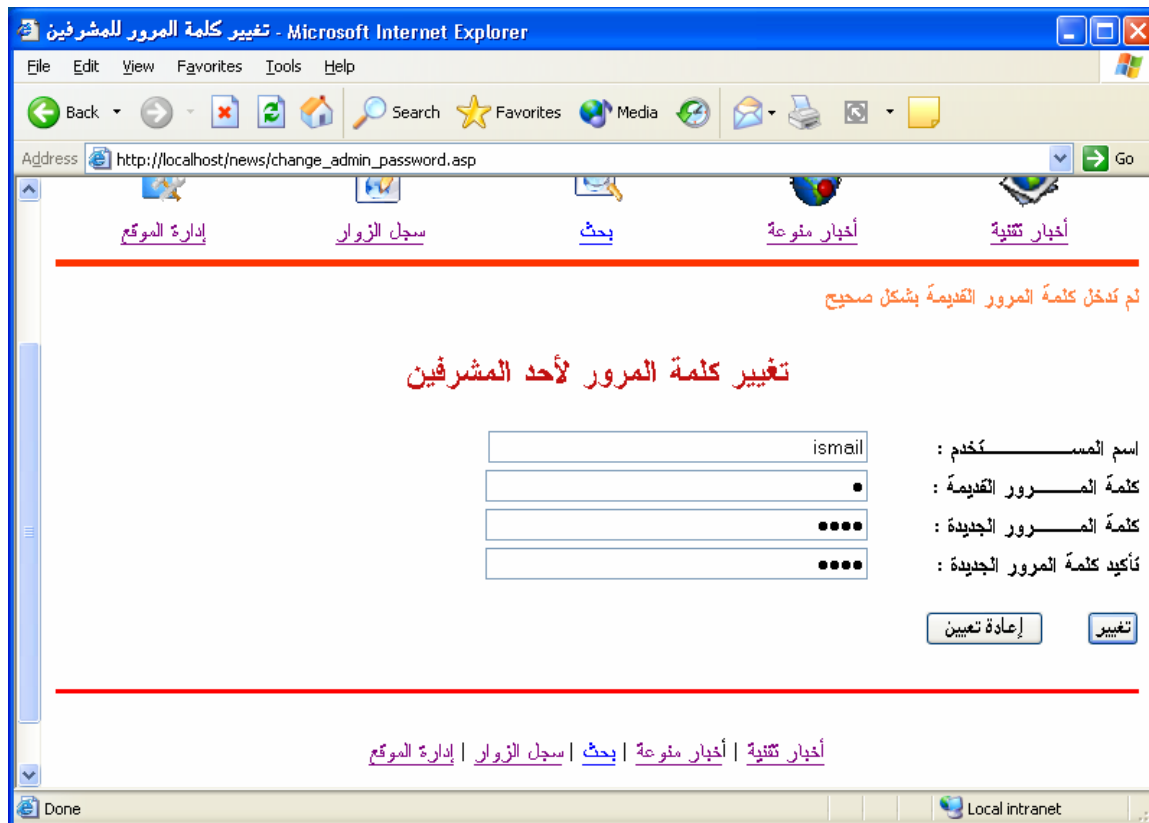 تغيير كلمة المرور للمشرفين - Microsoft Internet Explorer
File Edit View Favorites Tools Help
Back Search Favorites Media
Address http://localhost/news/change_admin_password.asp Go
أخبار تقنية أخبار منوعة بحث سجل الزوار إدارة الموقع
لم تدخل كلمة المرور القديمة بشكل صحيح
تغيير كلمة المرور لأحد المشرفين
اسم المســـــــــــتخدم : ismail
كلمة المـــــــرور القديمة : •
كلمة المـــــــرور الجديدة : ••••
تأكيد كلمة المرور الجديدة : ••••
تغيير إعادة تعيين
أخبار تقنية | أخبار منوعة | بحث | سجل الزوار | إدارة الموقع
Done Local intranet